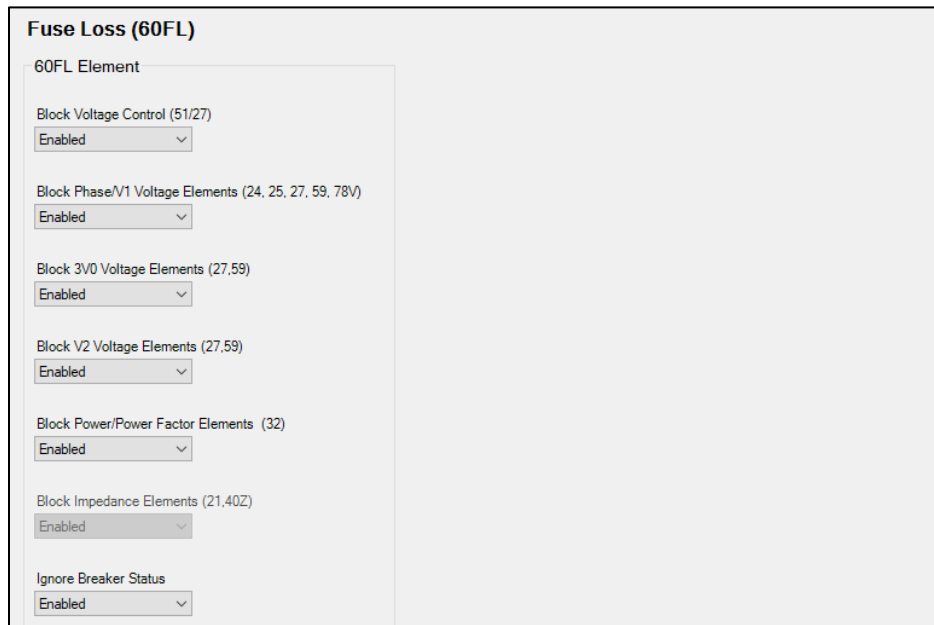 Fuse Loss (60FL)
60FL Element
Block Voltage Control (51/27)
Enabled
Block Phase/V1 Voltage Elements (24, 25, 27, 59, 78V)
Enabled
Block 3V0 Voltage Elements (27,59)
Enabled
Block V2 Voltage Elements (27,59)
Enabled
Block Power/Power Factor Elements (32)
Enabled
Block Impedance Elements (21,40Z)
Enabled
Ignore Breaker Status
Enabled